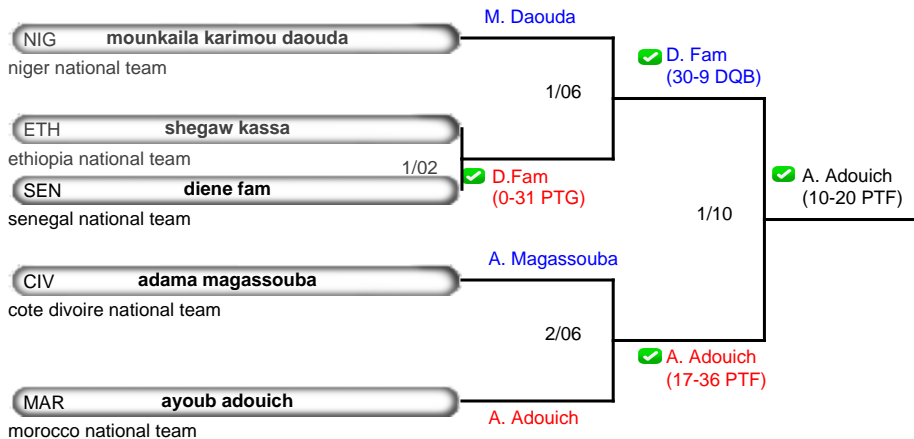 M. Daouda
NIG mounkaila karimou daouda
niger national team
D. Fam
(30-9 DQB)
1/06
ETH shegaw kassa
ethiopia national team
1/02
SEN diene fam
senegal national team
D.Fam
(0-31 PTG)
A. Adouich
(10-20 PTF)
1/10
A. Magassouba
CIV adama magassouba
cote divoire national team
2/06
A. Adouich
(17-36 PTF)
MAR ayoub adouich
morocco national team
A. Adouich